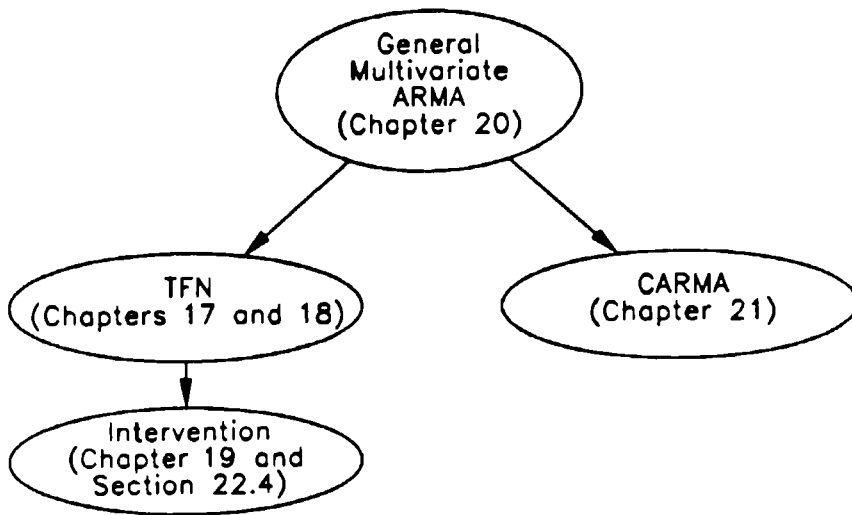 General
Multivariate
ARMA
(Chapter 20)
TFN
(Chapters 17 and 18)
CARMA
(Chapter 21)
Intervention
(Chapter 19 and
Section 22.4)